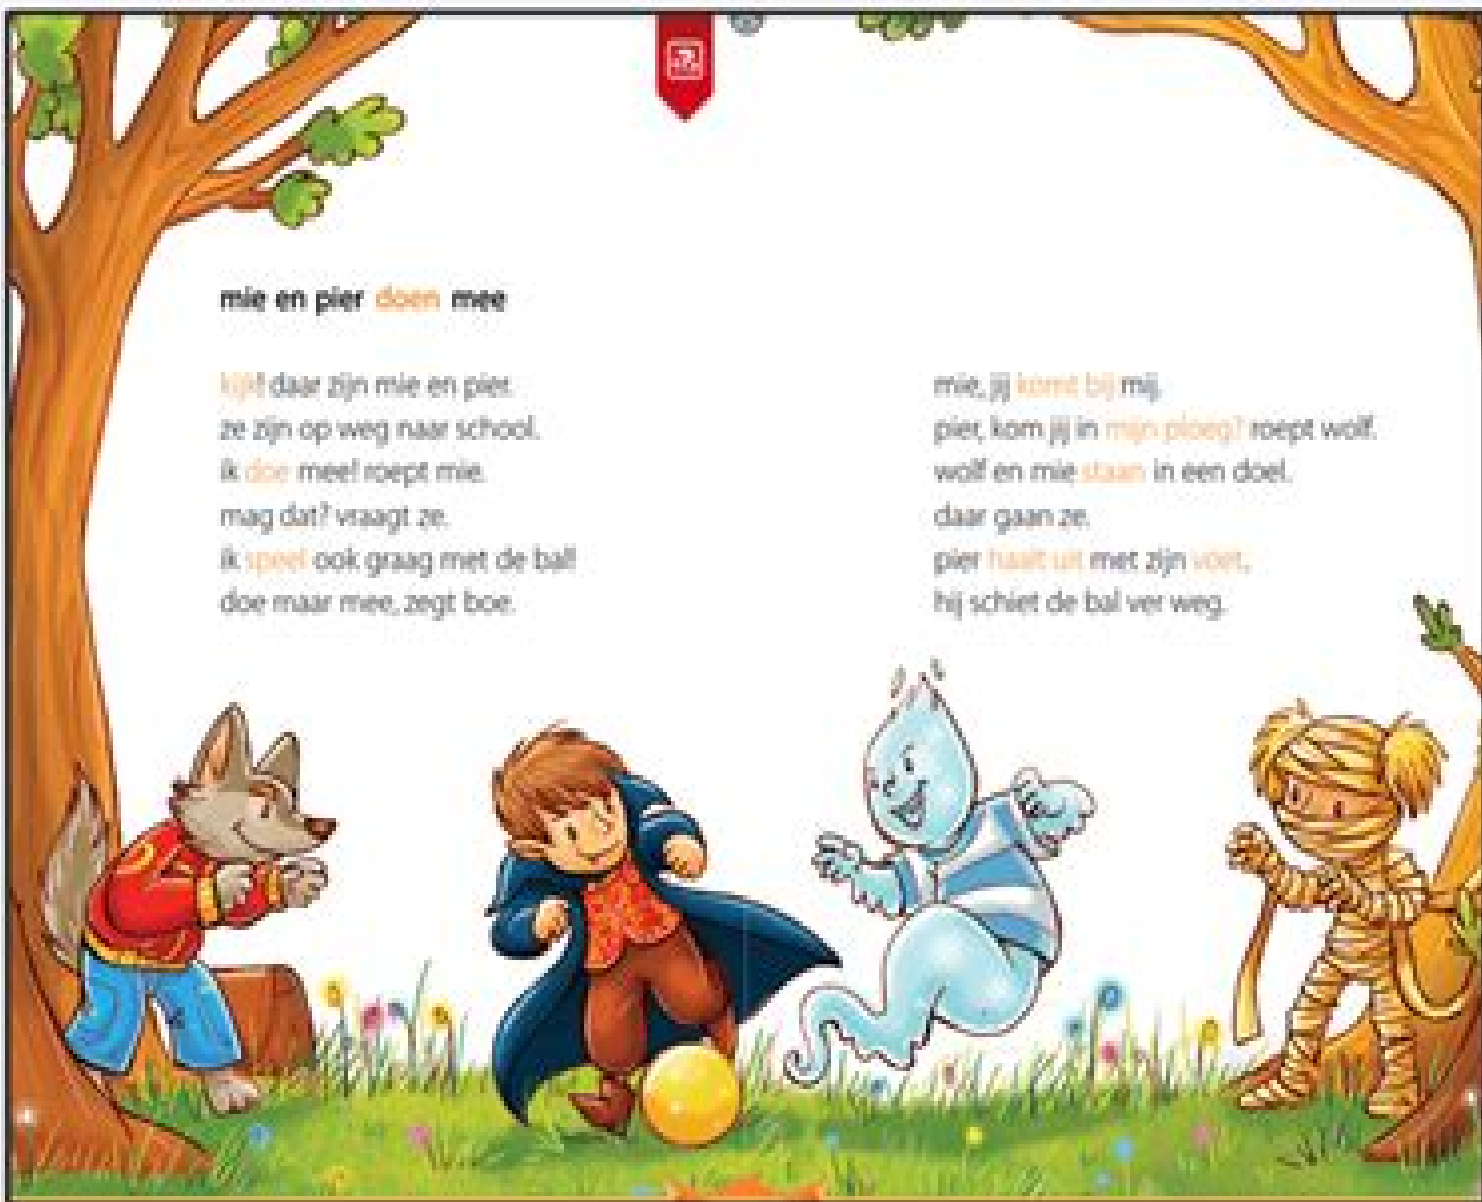 mie en pier doen mee
kijk! daar zijn mie en pier.
ze zijn op weg naar school.
ik doe mee! roept mie.
mag dat? vraagt ze.
ik speel ook graag met de bal!
doe maar mee, zegt boe.
mie, jij komt bij mij.
pier, kom jij in mijn ploeg? roept wolf.
wolf en mie staan in een doel.
daar gaan ze.
pier haalt uit met zijn voet.
hij schiet de bal ver weg.